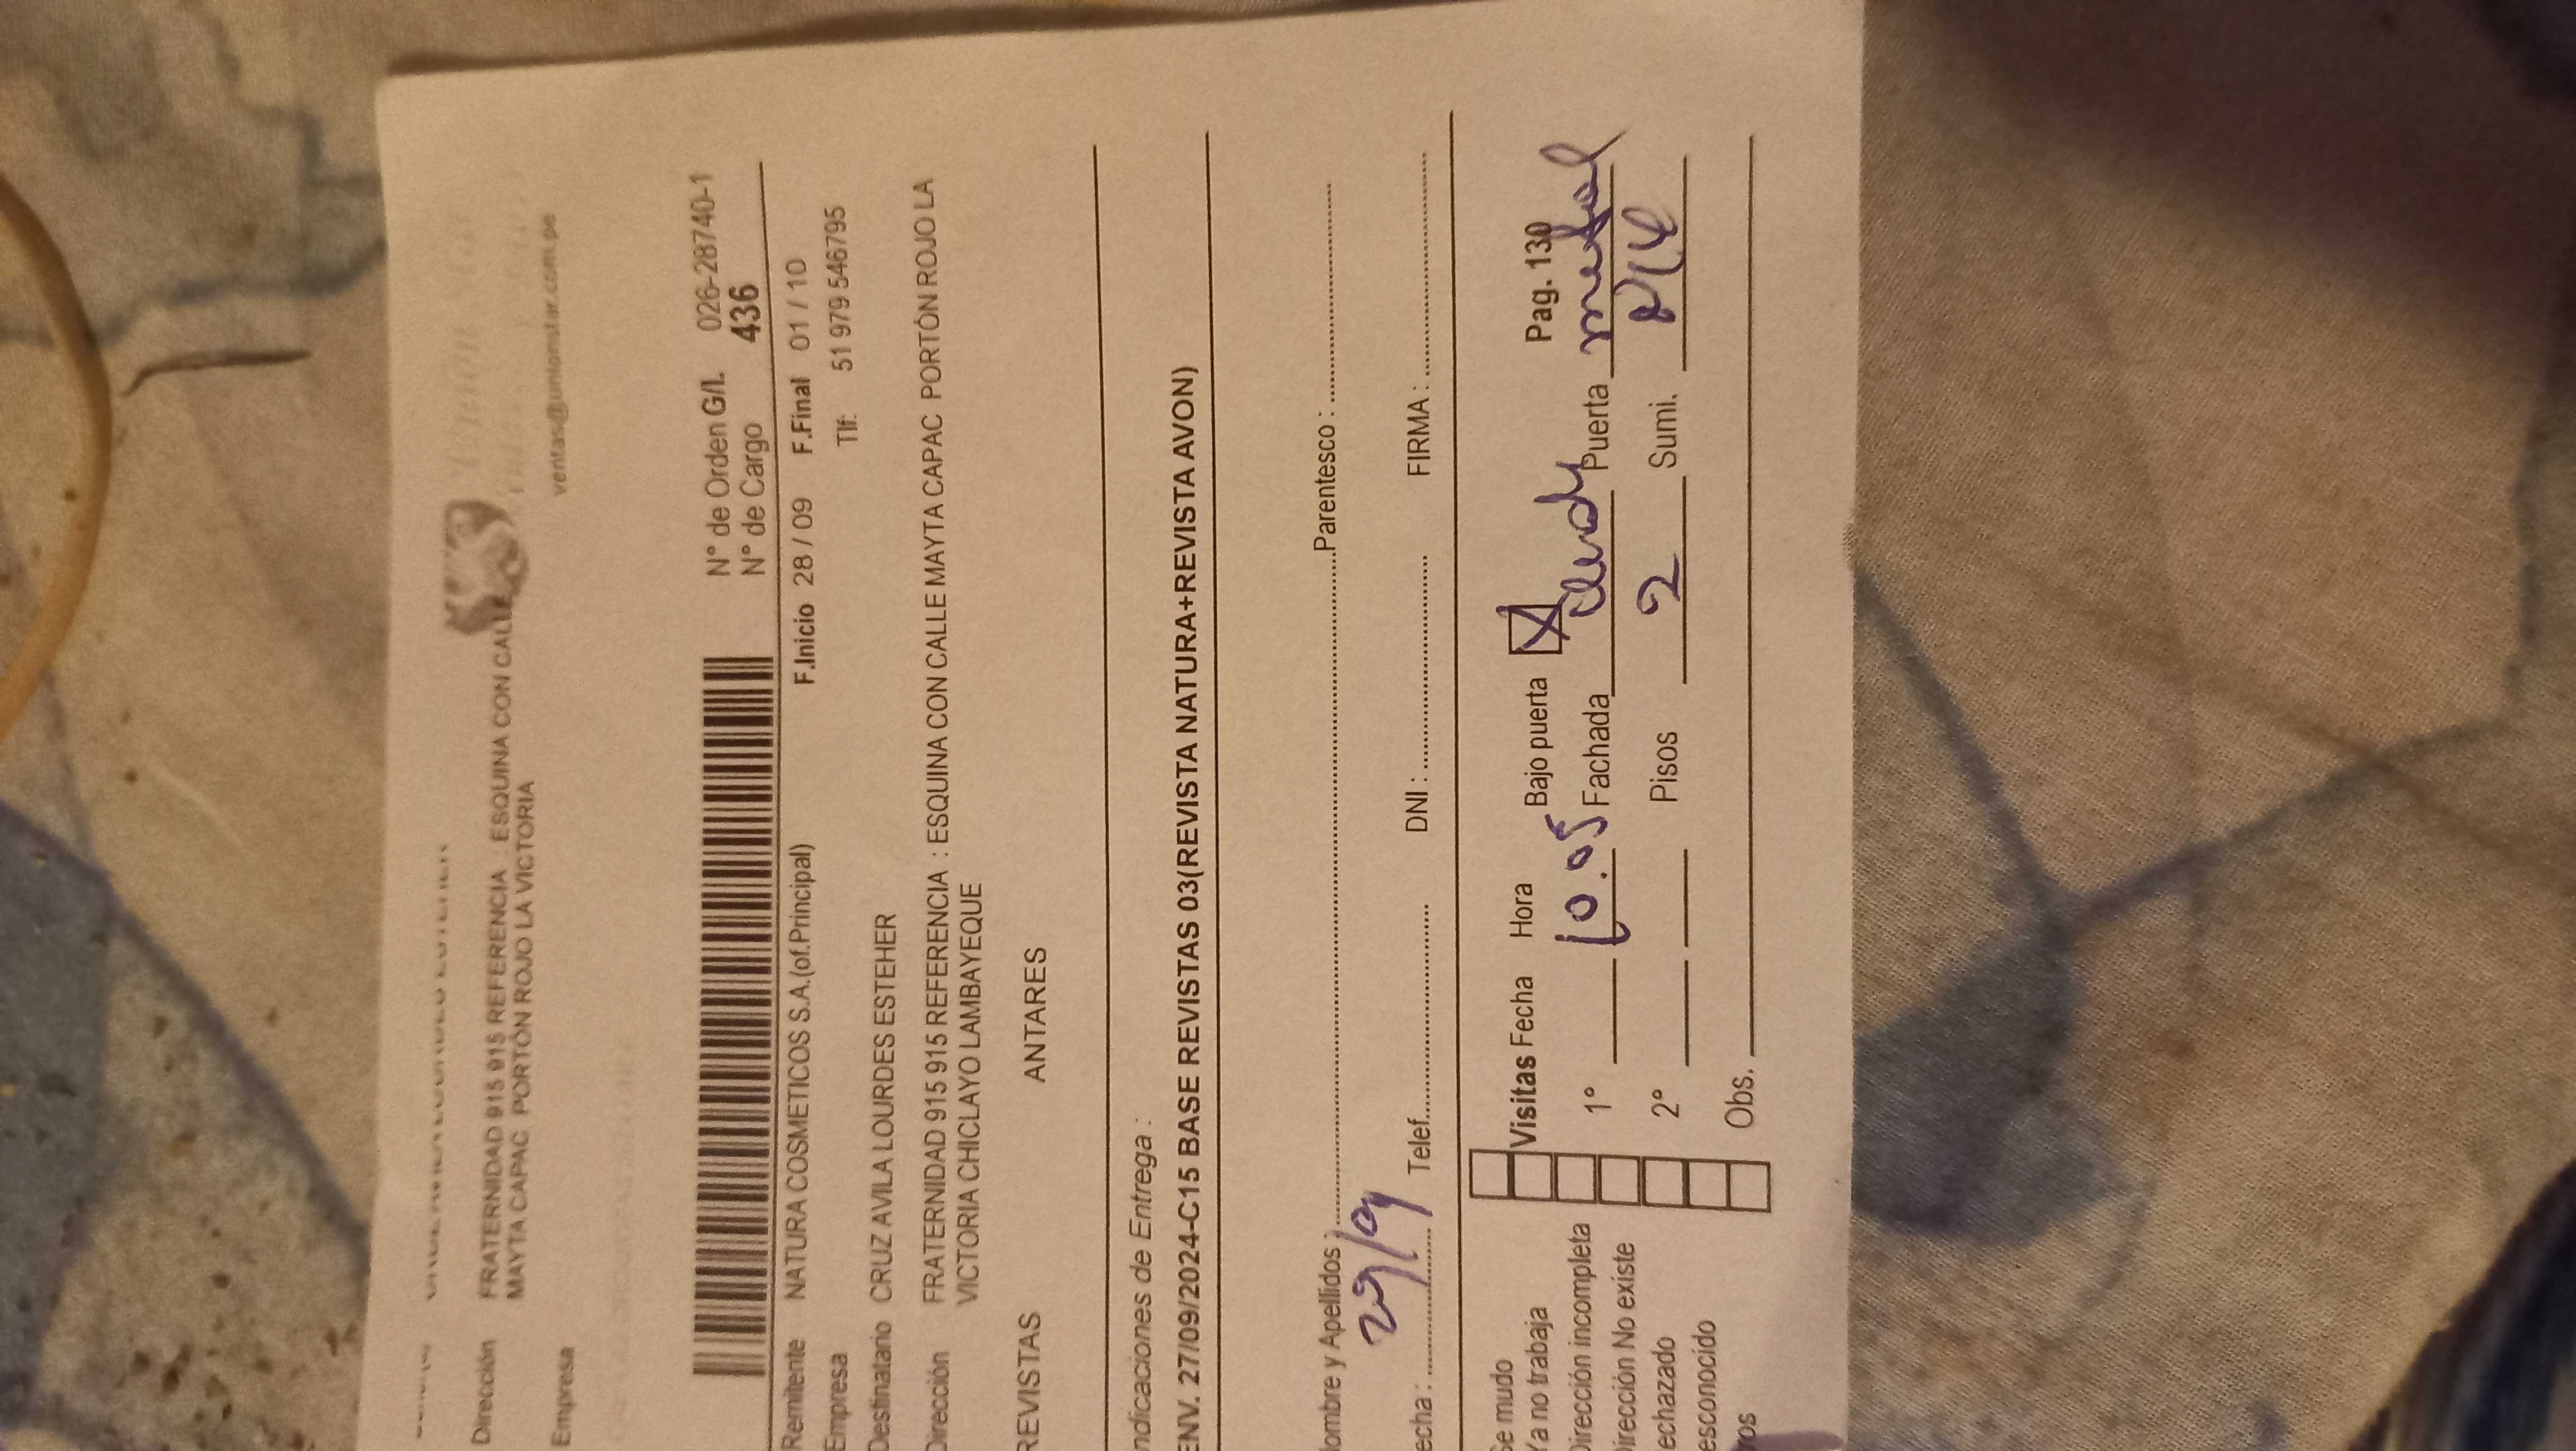 Dirección FRATERNIDAD 915 915 REFERENCIA : ESQUINA CON CALLE
MAYTA CAPAC PORTÓN ROJO LA VICTORIA
ventas@unionstar.com.pe
Empresa
N° de Orden G/L 026-28740-1
N° de Cargo 436
Remitente NATURA COSMETICOS S.A.(of.Principal) F.Inicio 28 / 09 F.Final 01 / 10
Empresa Tlf: 51 979 546795
Destinatario CRUZ AVILA LOURDES ESTEHER
Dirección FRATERNIDAD 915 915 REFERENCIA : ESQUINA CON CALLE MAYTA CAPAC PORTÓN ROJO LA
VICTORIA CHICLAYO LAMBAYEQUE
REVISTAS ANTARES
ndicaciones de Entrega :
ENV. 27/09/2024-C15 BASE REVISTAS 03(REVISTA NATURA+REVISTA AVON)
ombre y Apellidos ) Parentesco :
echa : 29/9 Telef. DNI : FIRMA :
Se mudo
Ya no trabaja Visitas Fecha Hora Bajo puerta X Pag. 130
Dirección incompleta 1° 10.05 Fachada Puerta metal
Dirección No existe
echazado 2° Pisos 2 Sumi.
esconocido
ros Obs.